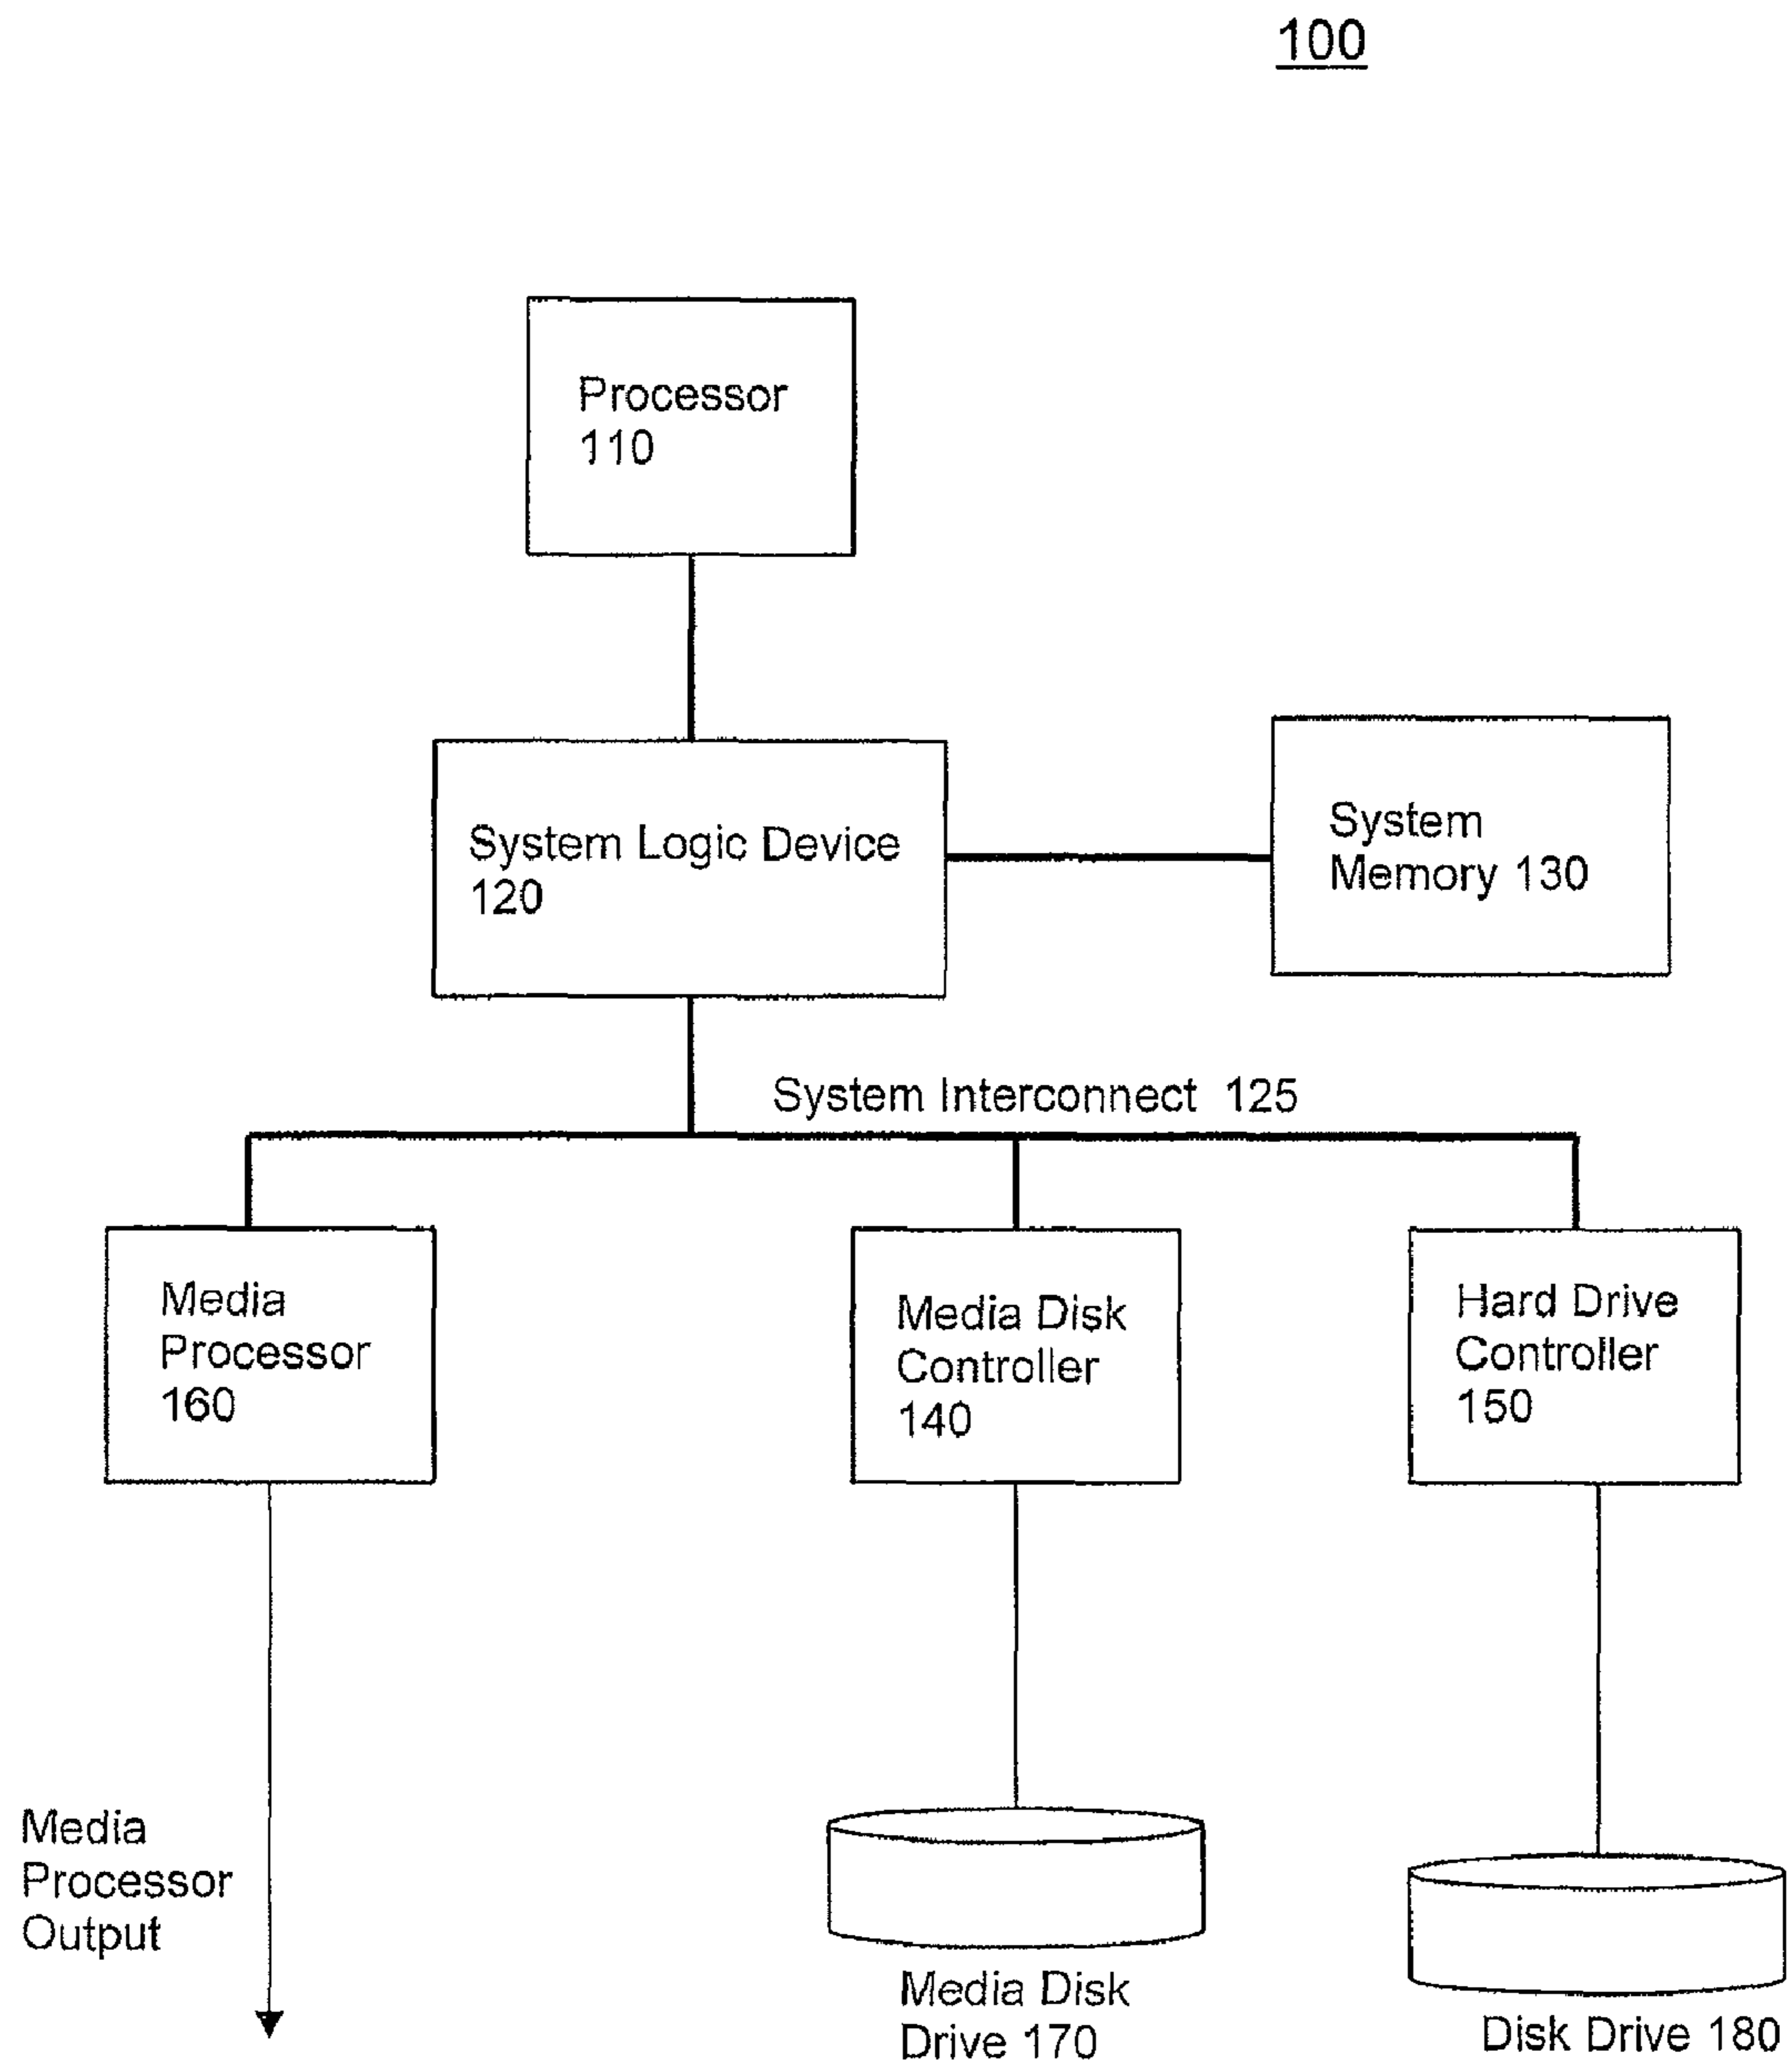 100
Processor
110
System Logic Device
120
System
Memory 130
System Interconnect 125
Media
Processor
160
Media Disk
Controller
140
Hard Drive
Controller
150
Media
Processor
Output
Media Disk
Drive 170
Disk Drive 180